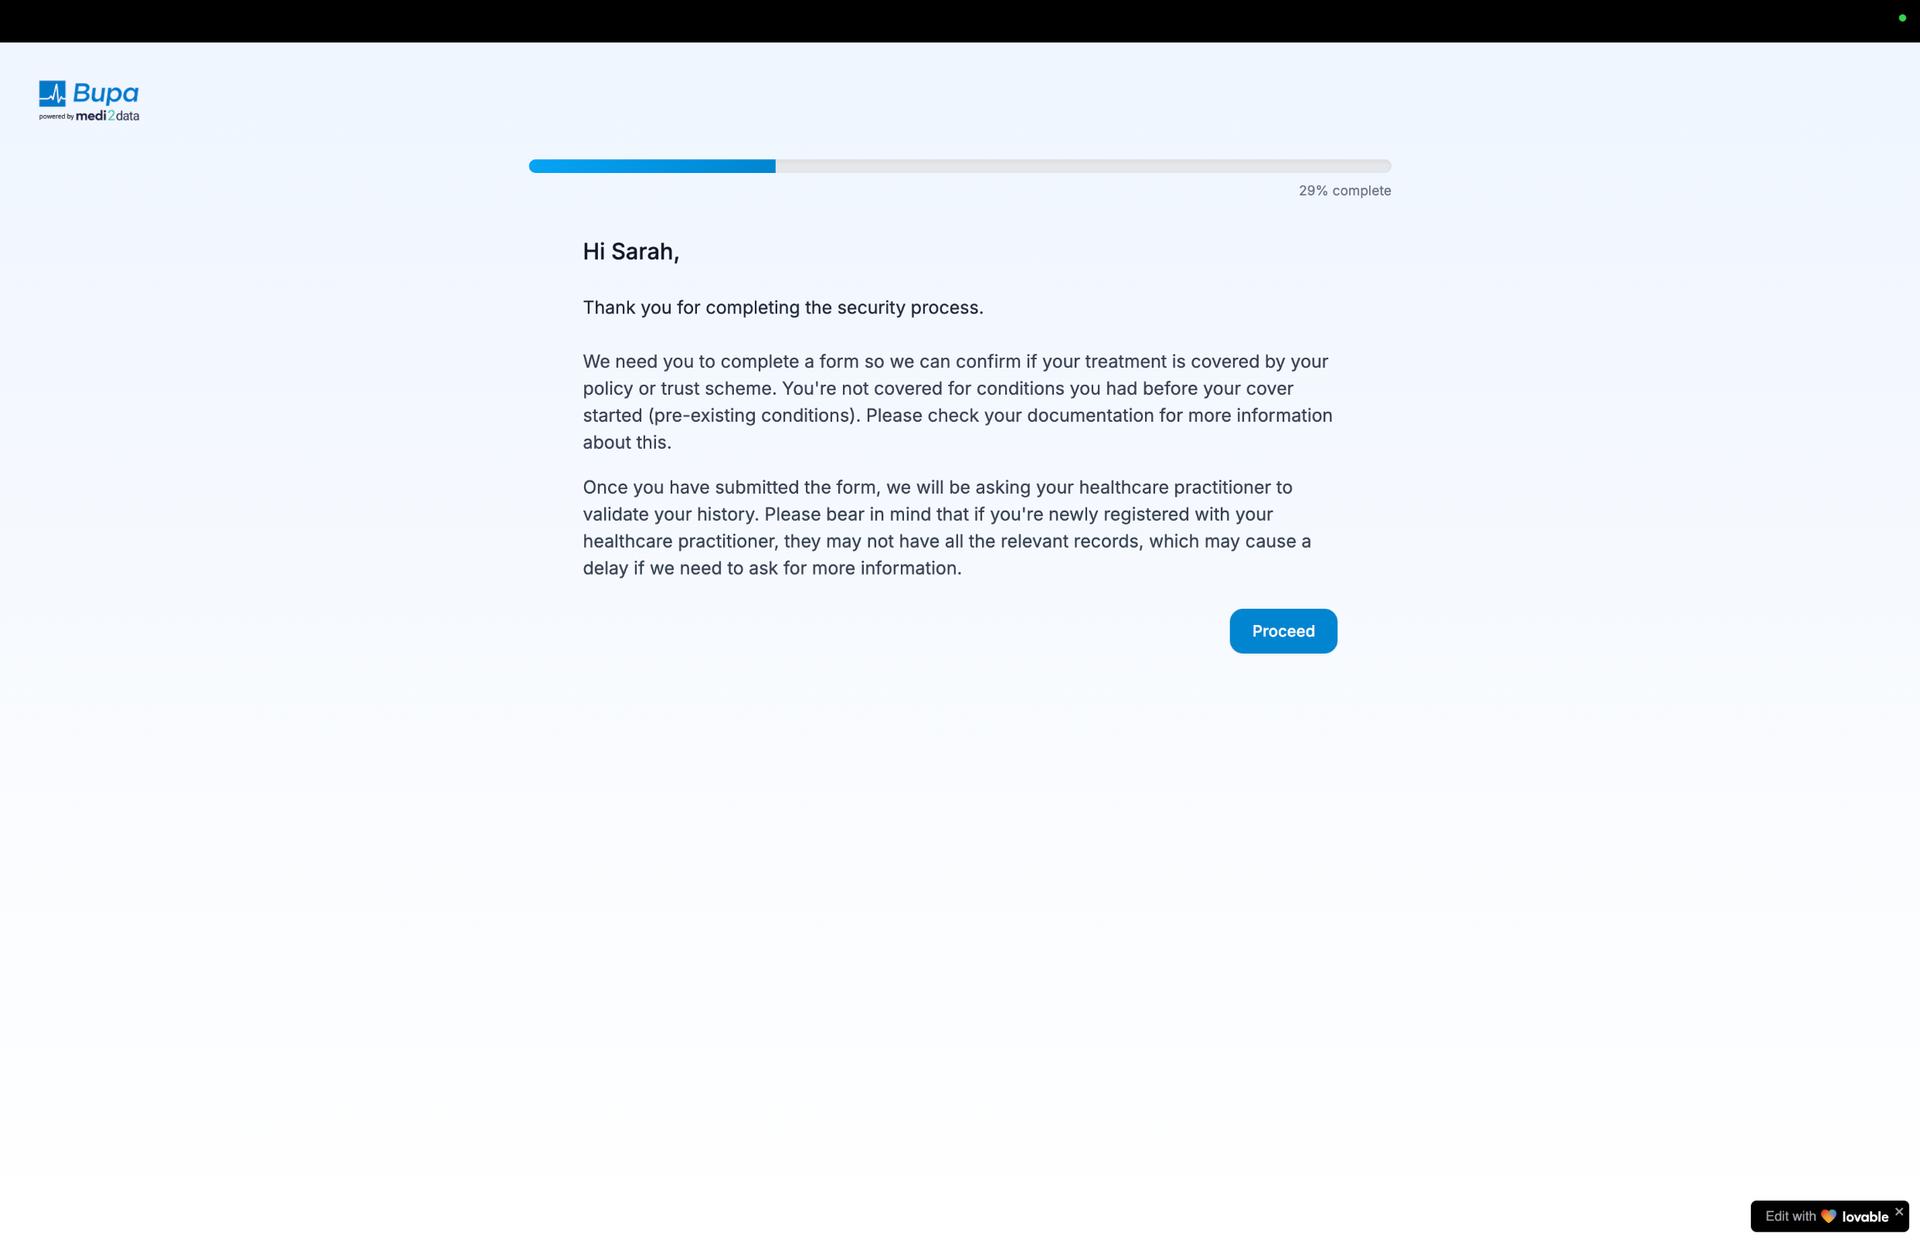 Bupa
powered by medi2data
29% complete
Hi Sarah,
Thank you for completing the security process.
We need you to complete a form so we can confirm if your treatment is covered by your
policy or trust scheme. You're not covered for conditions you had before your cover
started (pre-existing conditions). Please check your documentation for more information
about this.
Once you have submitted the form, we will be asking your healthcare practitioner to
validate your history. Please bear in mind that if you're newly registered with your
healthcare practitioner, they may not have all the relevant records, which may cause a
delay if we need to ask for more information.
Proceed
Edit with lovable